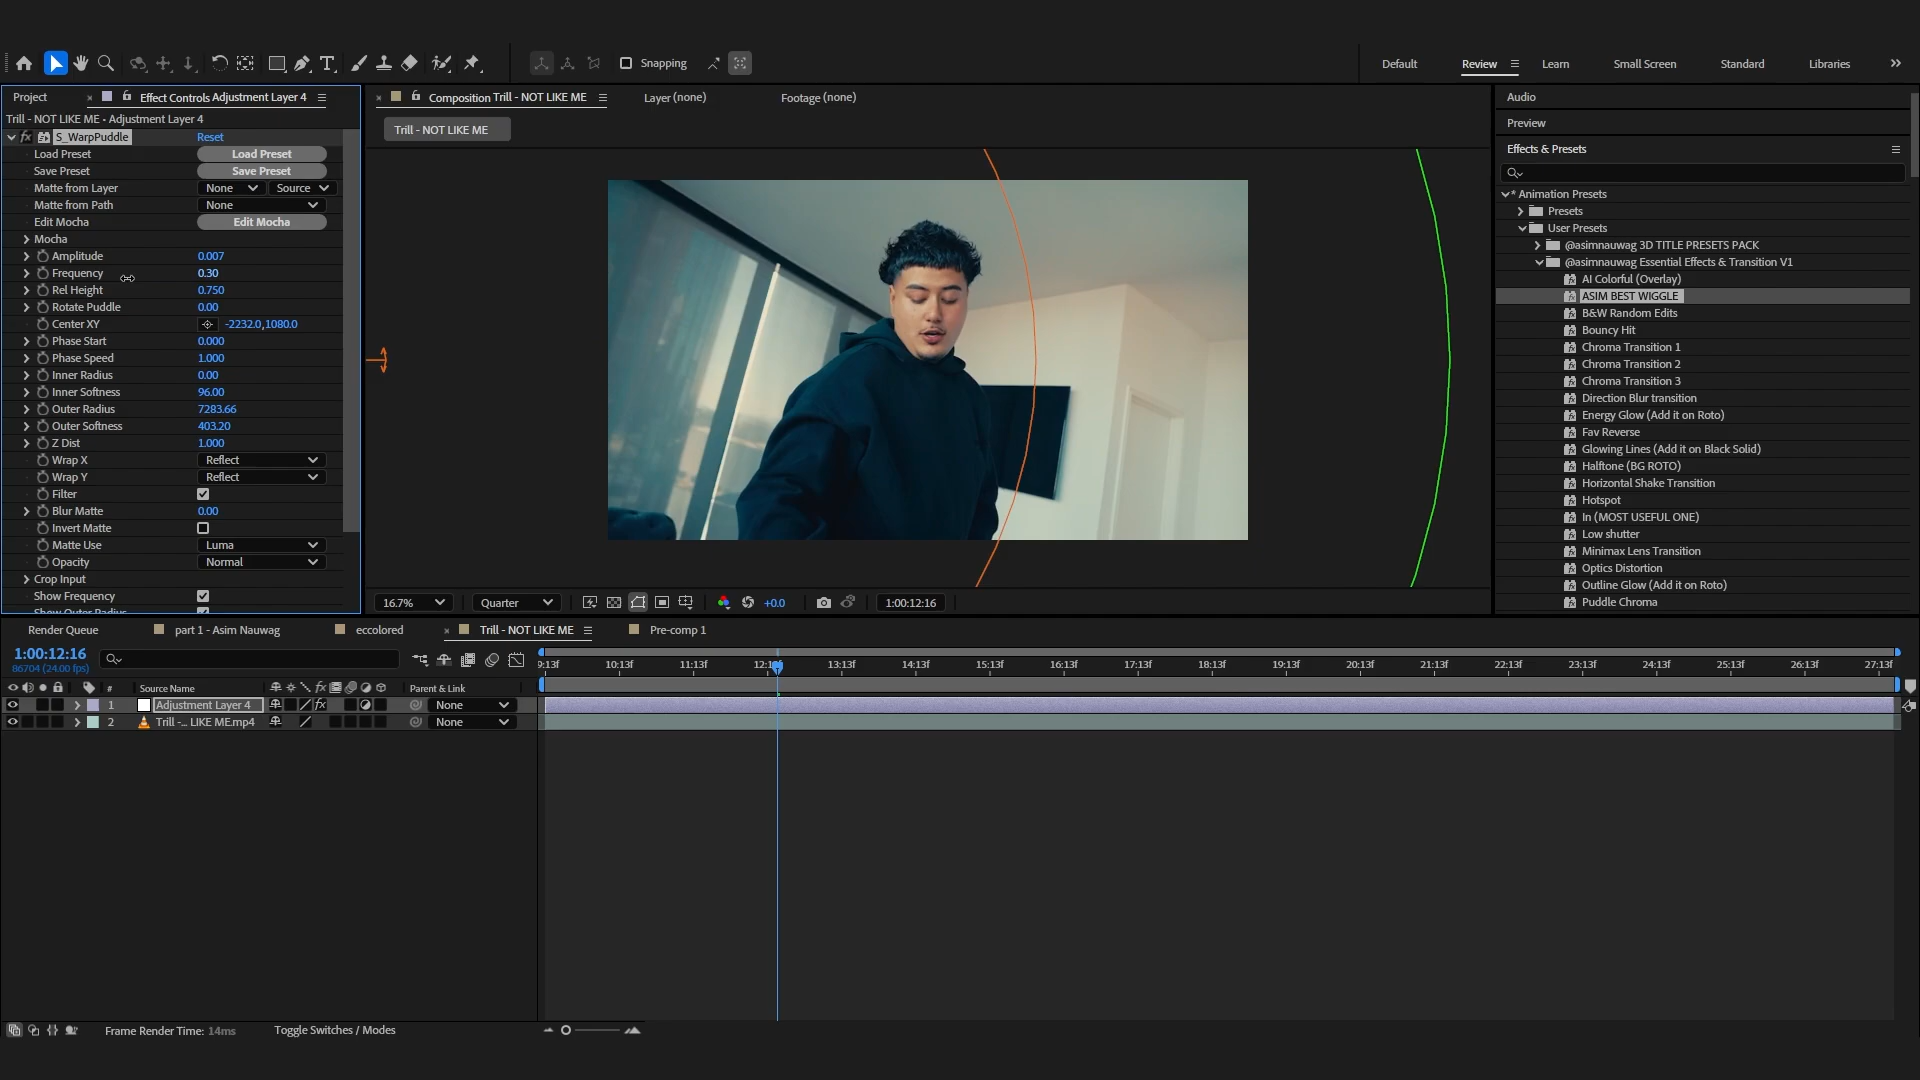 Snapping
Default
Review
Learn
Small Screen
Standard
Libraries
Project
Effect Controls Adjustment Layer 4
Trill - NOT LIKE ME • Adjustment Layer 4
fx S_WarpPuddle Reset
Load Preset Load Preset
Save Preset Save Preset
Matte from Layer None Source
Matte from Path None
Edit Mocha Edit Mocha
Mocha
Amplitude 0.007
Frequency 0.30
Rel Height 0.750
Rotate Puddle 0.00
Center XY -2232.0,1080.0
Phase Start 0.000
Phase Speed 1.000
Inner Radius 0.00
Inner Softness 96.00
Outer Radius 7283.66
Outer Softness 403.20
Z Dist 1.000
Wrap X Reflect
Wrap Y Reflect
Filter
Blur Matte 0.00
Invert Matte
Matte Use Luma
Opacity Normal
Crop Input
Show Frequency
Show Outer Radius
Composition Trill - NOT LIKE ME
Layer (none)
Footage (none)
Trill - NOT LIKE ME
16.7%
Quarter
+0.0
1:00:12:16
Audio
Preview
Effects & Presets
* Animation Presets
Presets
User Presets
@asimnauwag 3D TITLE PRESETS PACK
@asimnauwag Essential Effects & Transition V1
AI Colorful (Overlay)
ASIM BEST WIGGLE
B&W Random Edits
Bouncy Hit
Chroma Transition 1
Chroma Transition 2
Chroma Transition 3
Direction Blur transition
Energy Glow (Add it on Roto)
Fav Reverse
Glowing Lines (Add it on Black Solid)
Halftone (BG ROTO)
Horizontal Shake Transition
Hotspot
In (MOST USEFUL ONE)
Low shutter
Minimax Lens Transition
Optics Distortion
Outline Glow (Add it on Roto)
Puddle Chroma
Render Queue
part 1 - Asim Nauwag
eccolored
Trill - NOT LIKE ME
Pre-comp 1
1:00:12:16
86704 (24.00 fps)
9:13f 10:13f 11:13f 13:13f 14:13f 15:13f 16:13f 17:13f 18:13f 19:13f 20:13f 21:13f 22:13f 23:13f 24:13f 25:13f 26:13f 27:13f
# Source Name fx Parent & Link
1 Adjustment Layer 4 fx None
2 Trill -... LIKE ME.mp4 None
Frame Render Time: 14ms
Toggle Switches / Modes